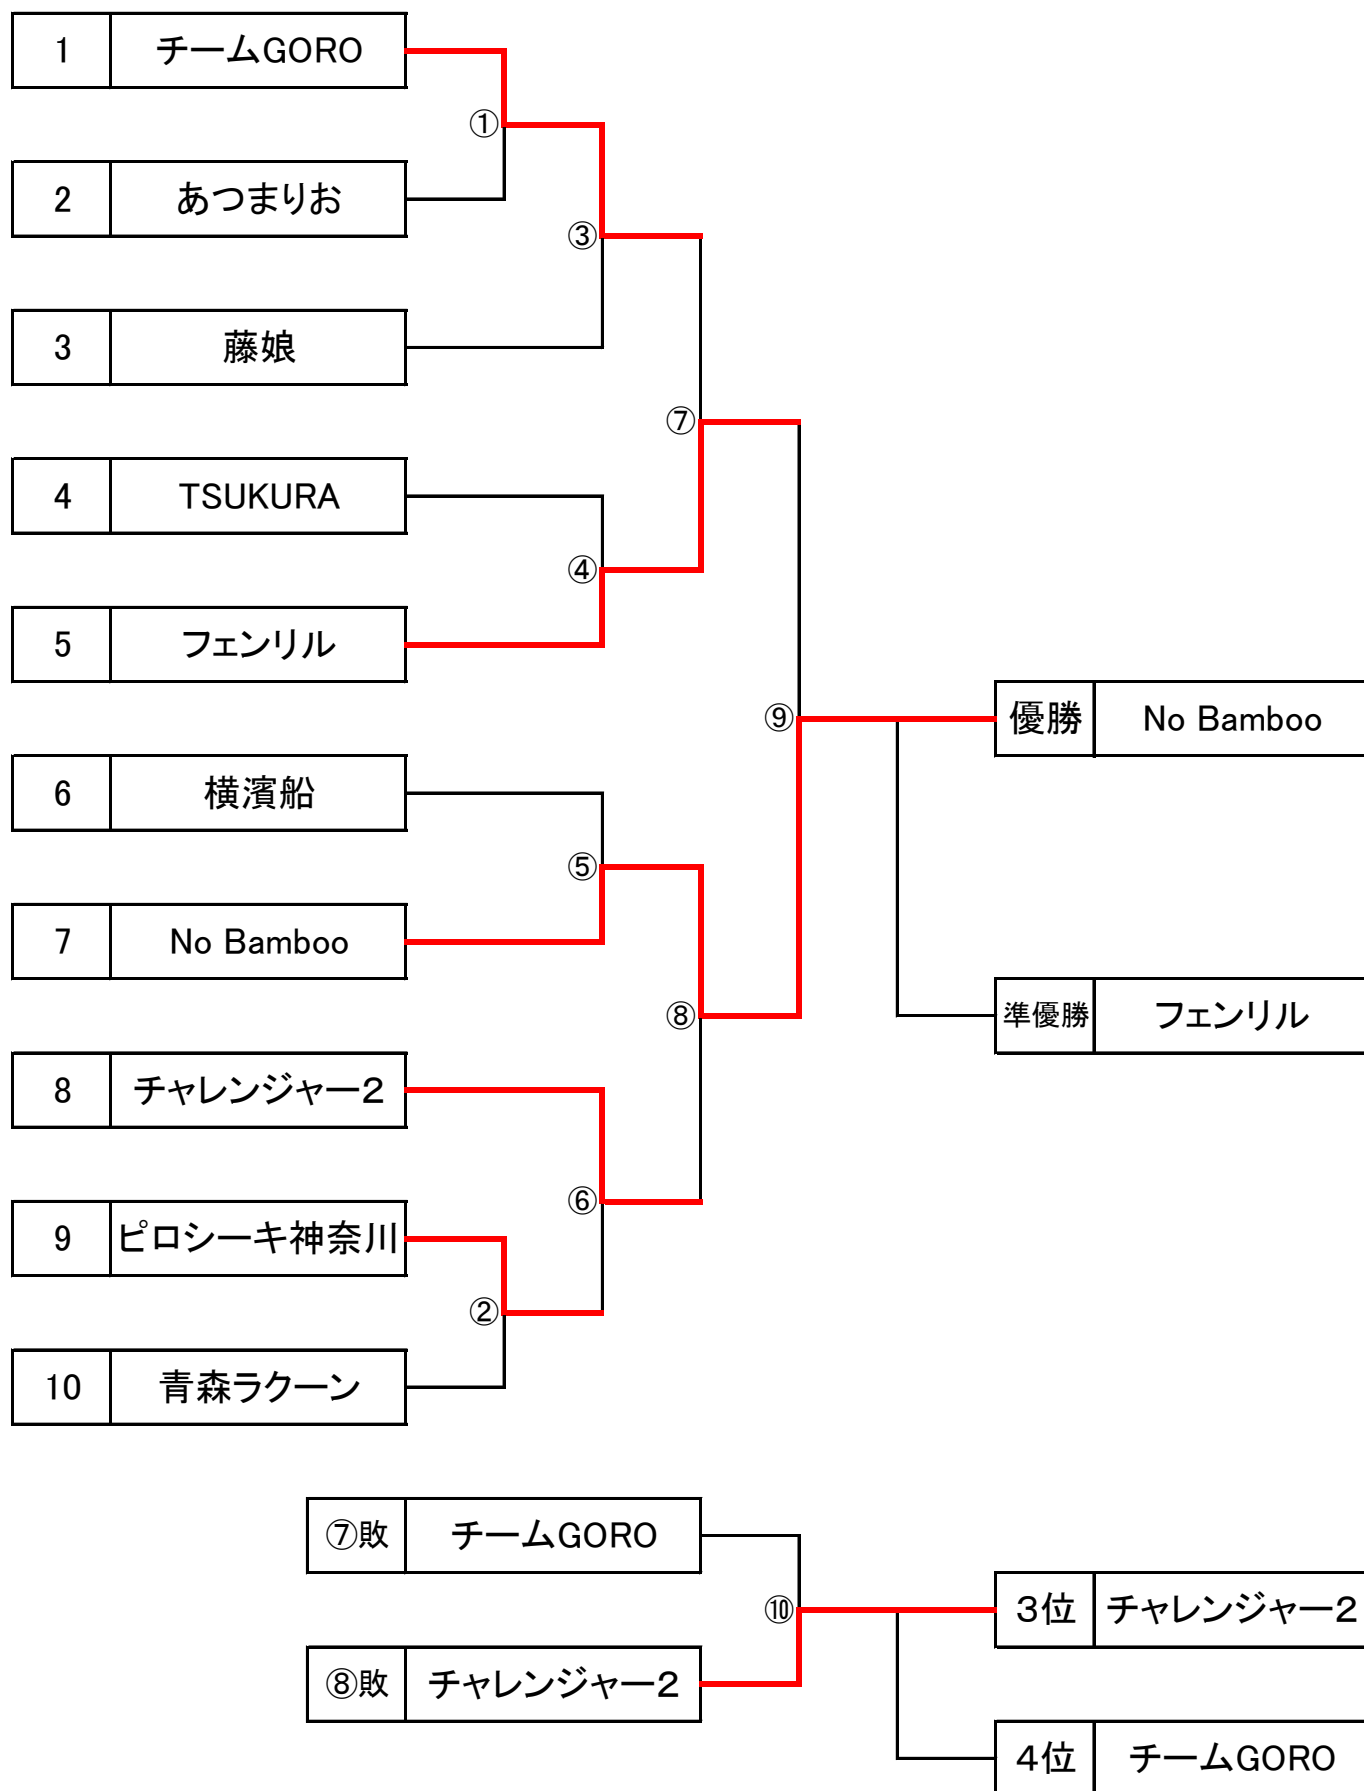 1 チームGORO
①
2 あつまりお
③
3 藤娘
⑦
4 TSUKURA
④
5 フェンリル
⑨
優勝 No Bamboo
6 横濱船
⑤
7 No Bamboo
⑧
準優勝 フェンリル
8 チャレンジャー2
⑥
9 ピロシーキ神奈川
②
10 青森ラクーン
⑦敗 チームGORO
⑩
3位 チャレンジャー2
⑧敗 チャレンジャー2
4位 チームGORO